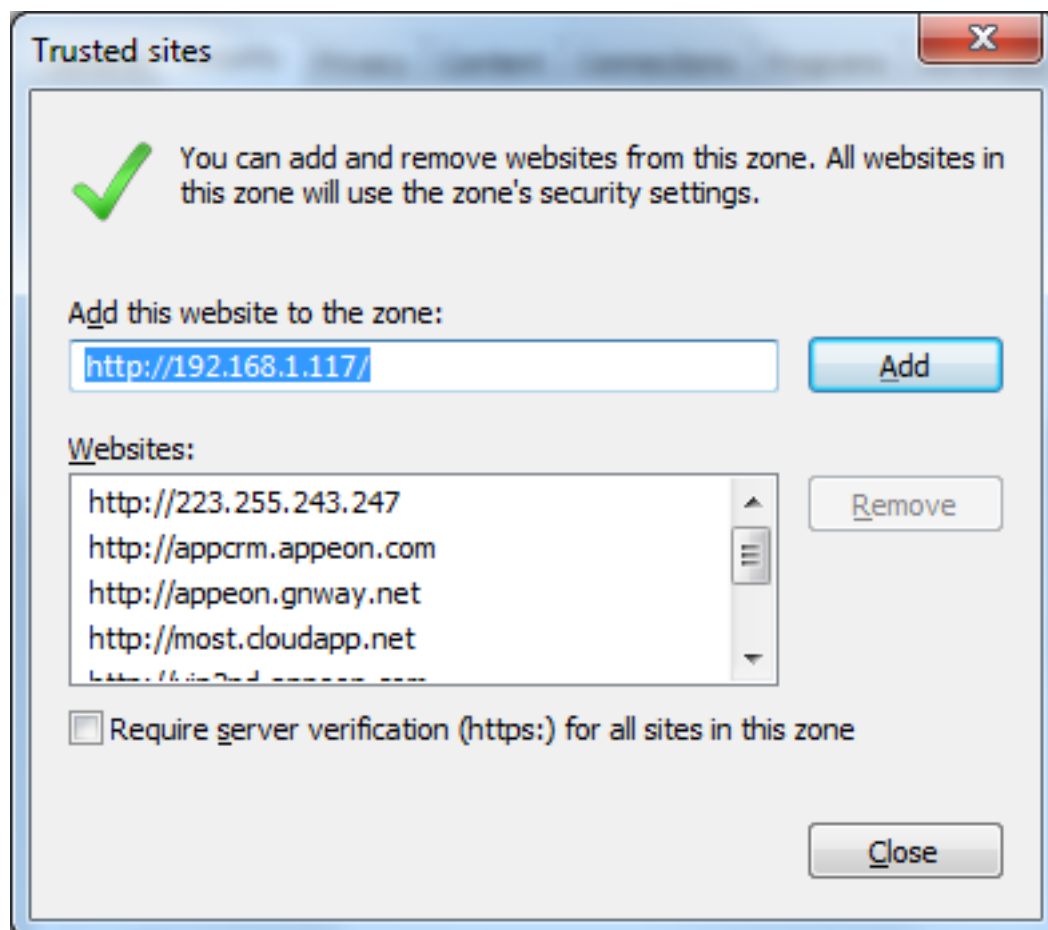 Trusted sites
You can add and remove websites from this zone. All websites in
this zone will use the zone's security settings.
Add this website to the zone:
http://192.168.1.117/
Add
Websites:
http://223.255.243.247
Remove
http://appcrm.appeon.com
http://appeon.gnway.net
http://most.cloudapp.net
Require server verification (https:) for all sites in this zone
Close